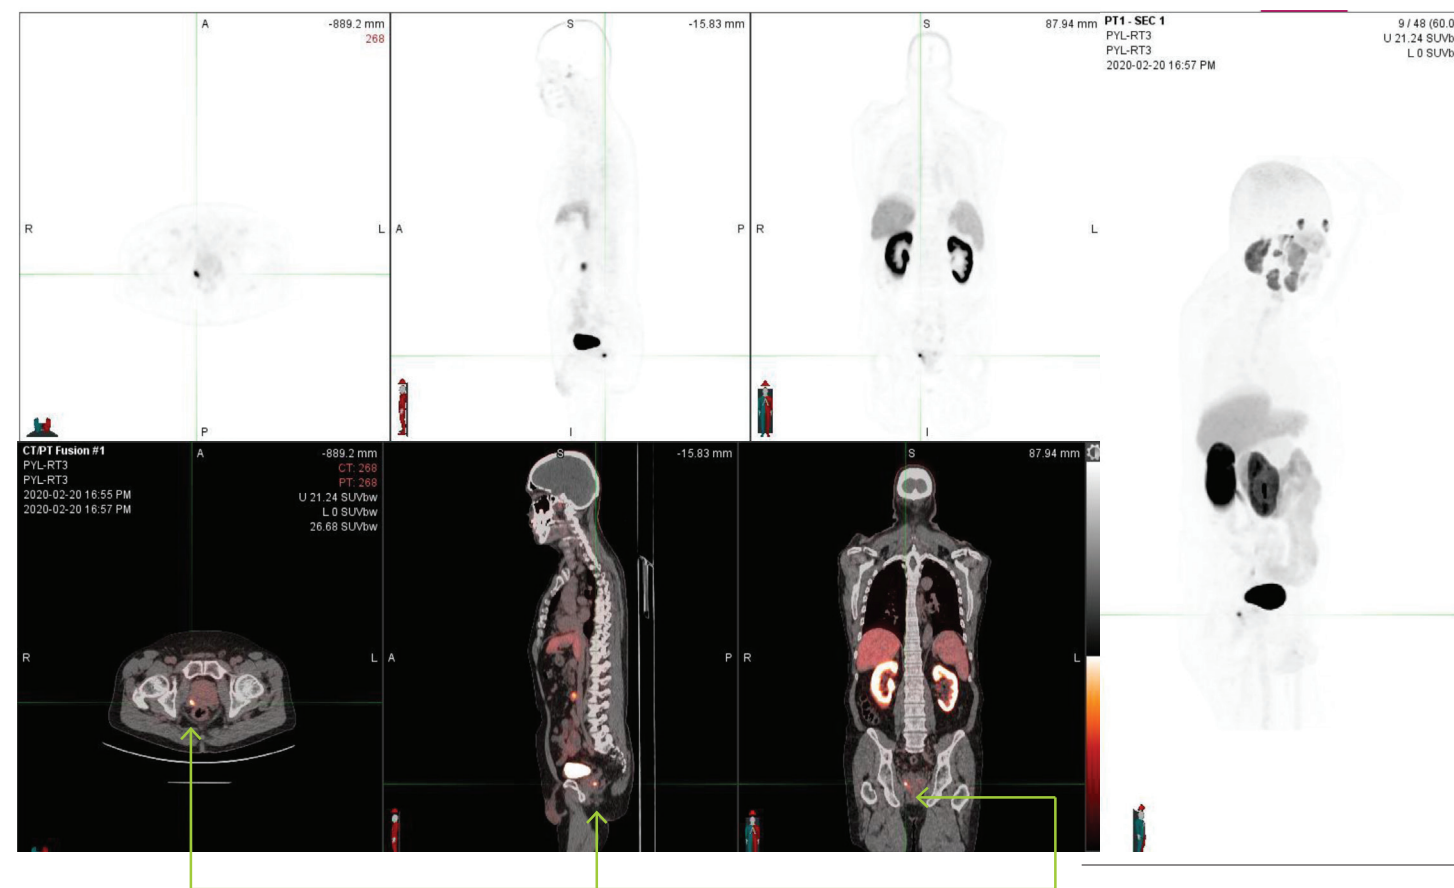 A
-889.2 mm
268
R
L
P
S
-15.83 mm
A
P
I
S
87.94 mm
R
L
I
PT1 - SEC 1
PYL-RT3
PYL-RT3
2020-02-20 16:57 PM
9 / 48 (60.0
U 21.24 SUVb
L 0 SUVb
CT/PT Fusion #1
PYL-RT3
PYL-RT3
2020-02-20 16:55 PM
2020-02-20 16:57 PM
A
-889.2 mm
CT: 268
PT: 268
U 21.24 SUVbw
L 0 SUVbw
26.68 SUVbw
R
L
S
-15.83 mm
A
P
S
87.94 mm
R
L